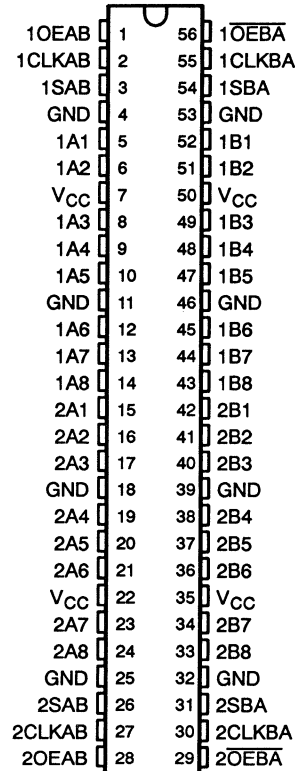 1OEAB 1 56 1O̅E̅B̅A̅
1CLKAB 2 55 1CLKBA
1SAB 3 54 1SBA
GND 4 53 GND
1A1 5 52 1B1
1A2 6 51 1B2
VCC 7 50 VCC
1A3 8 49 1B3
1A4 9 48 1B4
1A5 10 47 1B5
GND 11 46 GND
1A6 12 45 1B6
1A7 13 44 1B7
1A8 14 43 1B8
2A1 15 42 2B1
2A2 16 41 2B2
2A3 17 40 2B3
GND 18 39 GND
2A4 19 38 2B4
2A5 20 37 2B5
2A6 21 36 2B6
VCC 22 35 VCC
2A7 23 34 2B7
2A8 24 33 2B8
GND 25 32 GND
2SAB 26 31 2SBA
2CLKAB 27 30 2CLKBA
2OEAB 28 29 2O̅E̅B̅A̅